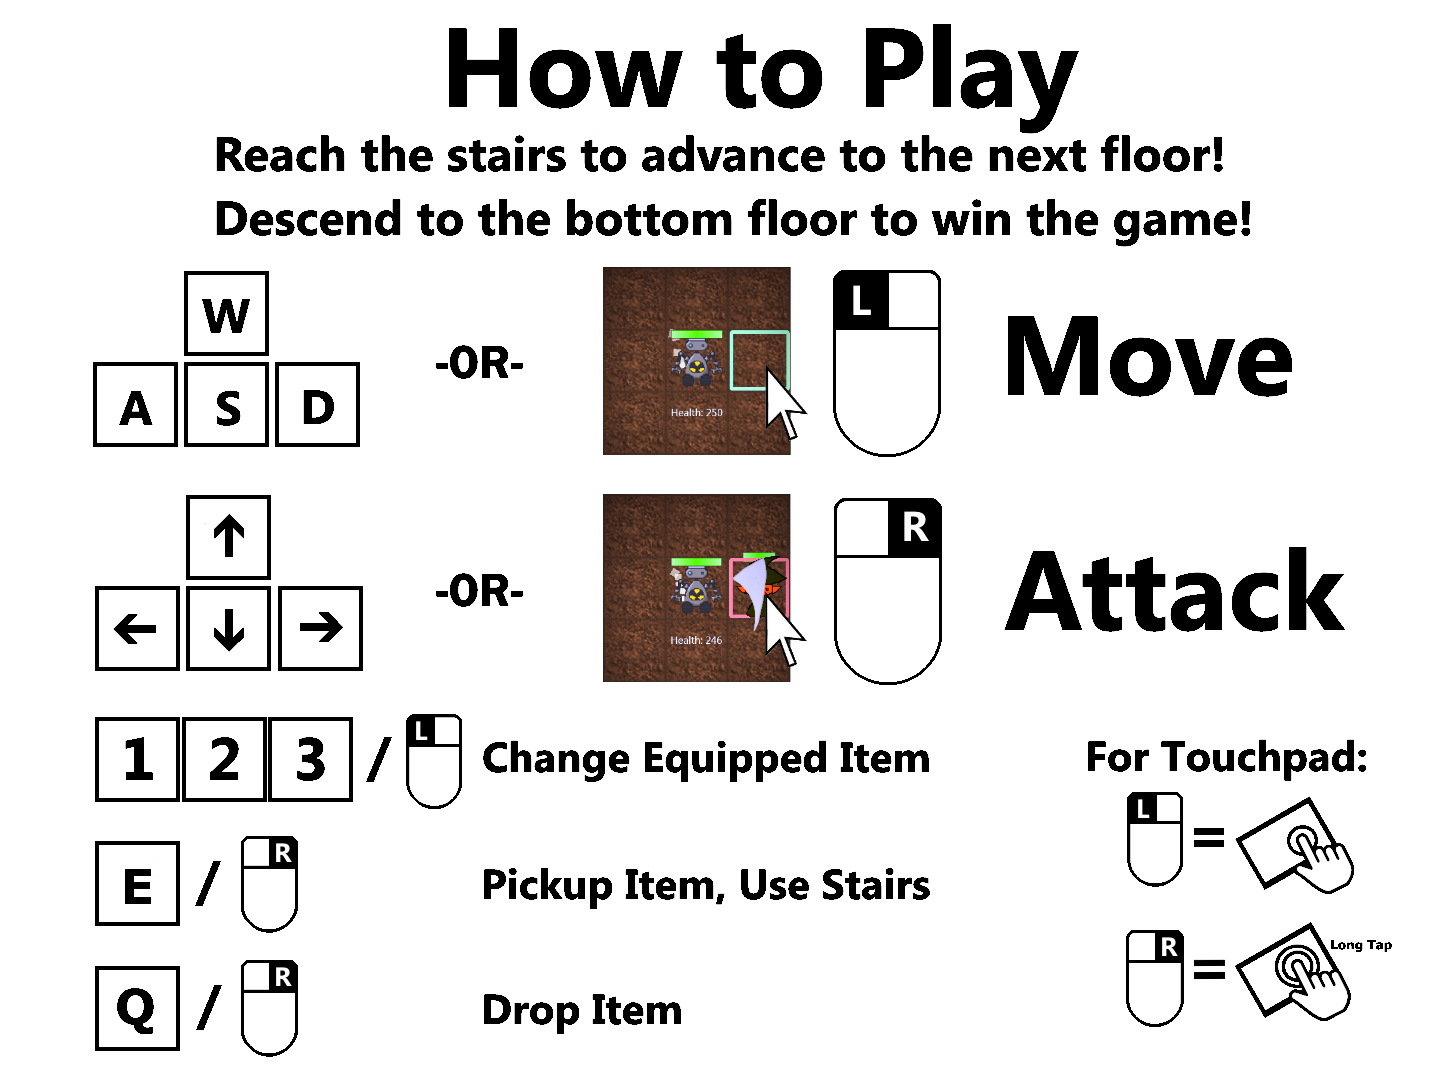 How to Play
Reach the stairs to advance to the next floor!
Descend to the bottom floor to win the game!
W
A S D
-OR-
Health: 250
L
Move
↑
← ↓ →
-OR-
Health: 246
R
Attack
1 2 3 / L Change Equipped Item
E / R Pickup Item, Use Stairs
Q / R Drop Item
For Touchpad:
L =
R = Long Tap